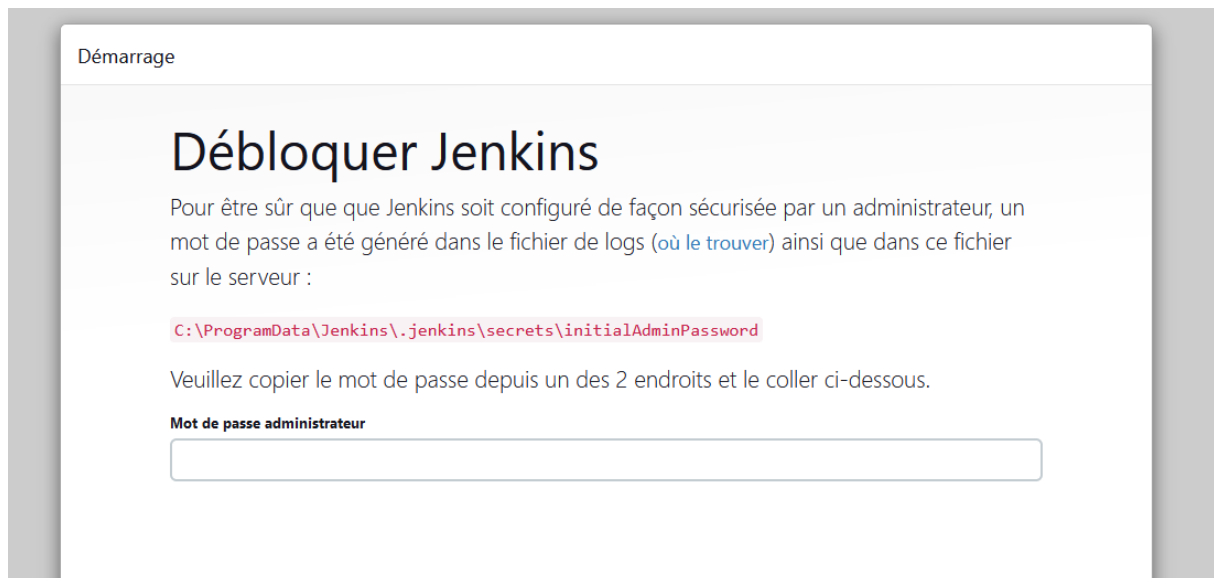 Démarrage
Débloquer Jenkins
Pour être sûr que que Jenkins soit configuré de façon sécurisée par un administrateur, un
mot de passe a été généré dans le fichier de logs (où le trouver) ainsi que dans ce fichier
sur le serveur :
C:\ProgramData\Jenkins\.jenkins\secrets\initialAdminPassword
Veuillez copier le mot de passe depuis un des 2 endroits et le coller ci-dessous.
Mot de passe administrateur